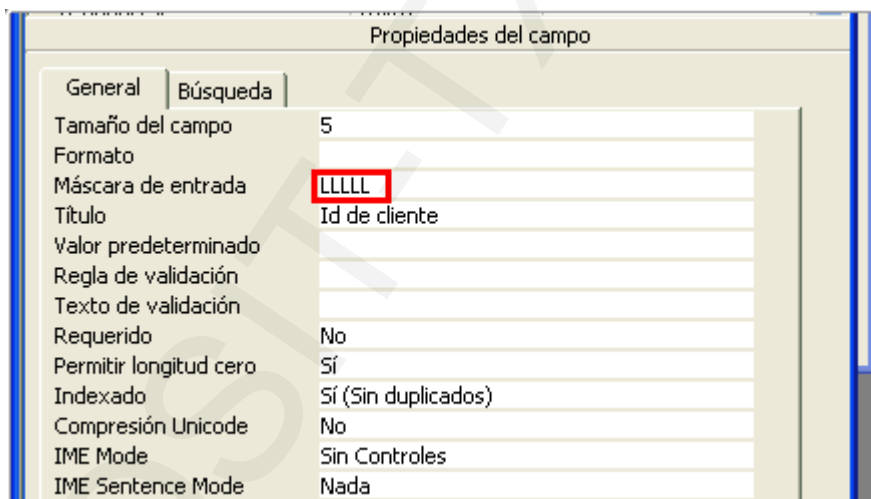 Propiedades del campo
General Búsqueda
Tamaño del campo 5
Formato
Máscara de entrada LLLLL
Título Id de cliente
Valor predeterminado
Regla de validación
Texto de validación
Requerido No
Permitir longitud cero Sí
Indexado Sí (Sin duplicados)
Compresión Unicode No
IME Mode Sin Controles
IME Sentence Mode Nada